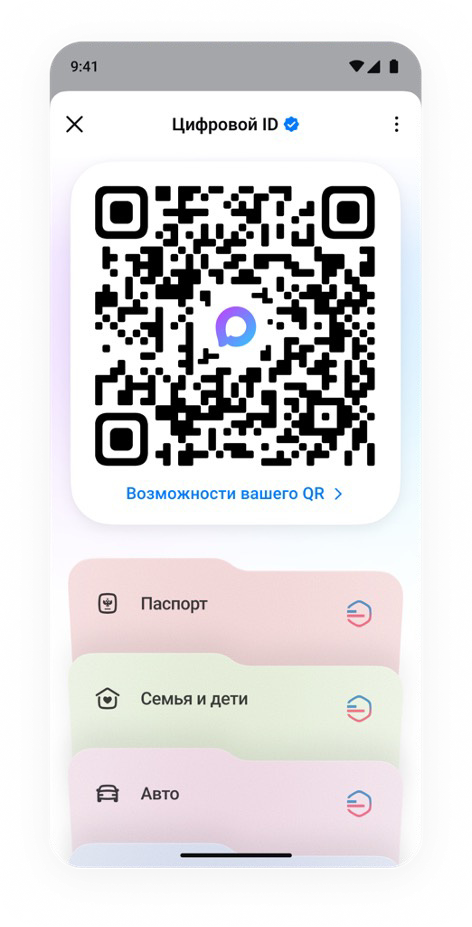 9:41
Цифровой ID
Возможности вашего QR
Паспорт
Семья и дети
Авто